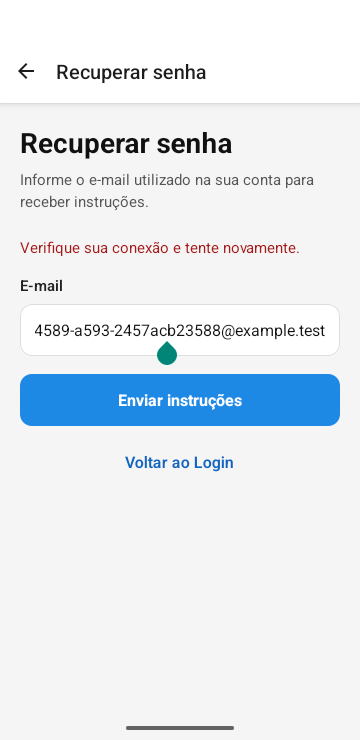 Recuperar senha
Recuperar senha
Informe o e-mail utilizado na sua conta para
receber instruções.
Verifique sua conexão e tente novamente.
E-mail
4589-a593-2457acb23588@example.test
Enviar instruções
Voltar ao Login